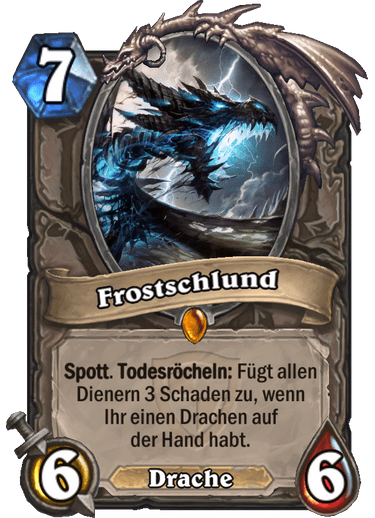 7
Frostschlund
Spott. Todesröcheln: Fügt allen
Dienern 3 Schaden zu, wenn
Ihr einen Drachen auf
der Hand habt.
6
Drache
6